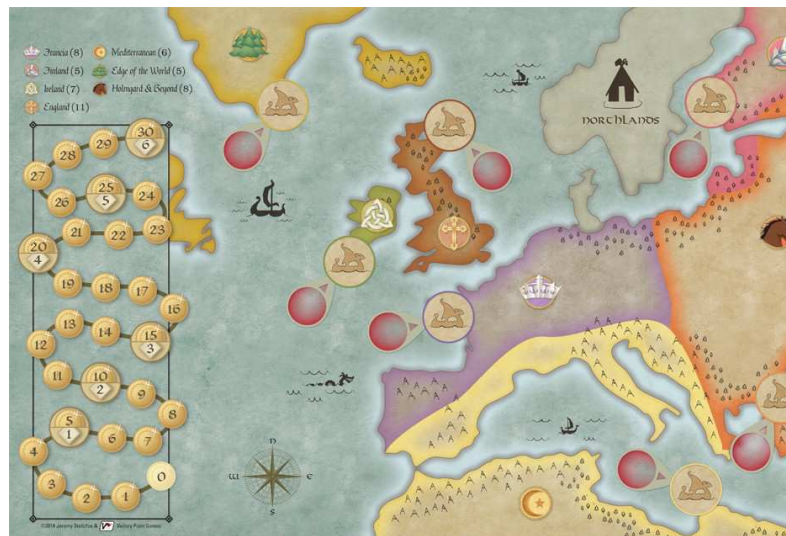 Francia (8)
Mediterranean (6)
Finland (5)
Edge of the World (5)
Ireland (7)
Holmgard & Beyond (8)
England (11)
NORTHLANDS
30
6
29
28
27
26
25
5
24
23
22
21
20
4
19
18
17
16
15
3
14
13
12
11
10
2
9
8
7
6
5
1
4
3
2
1
0
N
W
E
S
©2014 Jeremy Stoltzfus & Victory Point Games